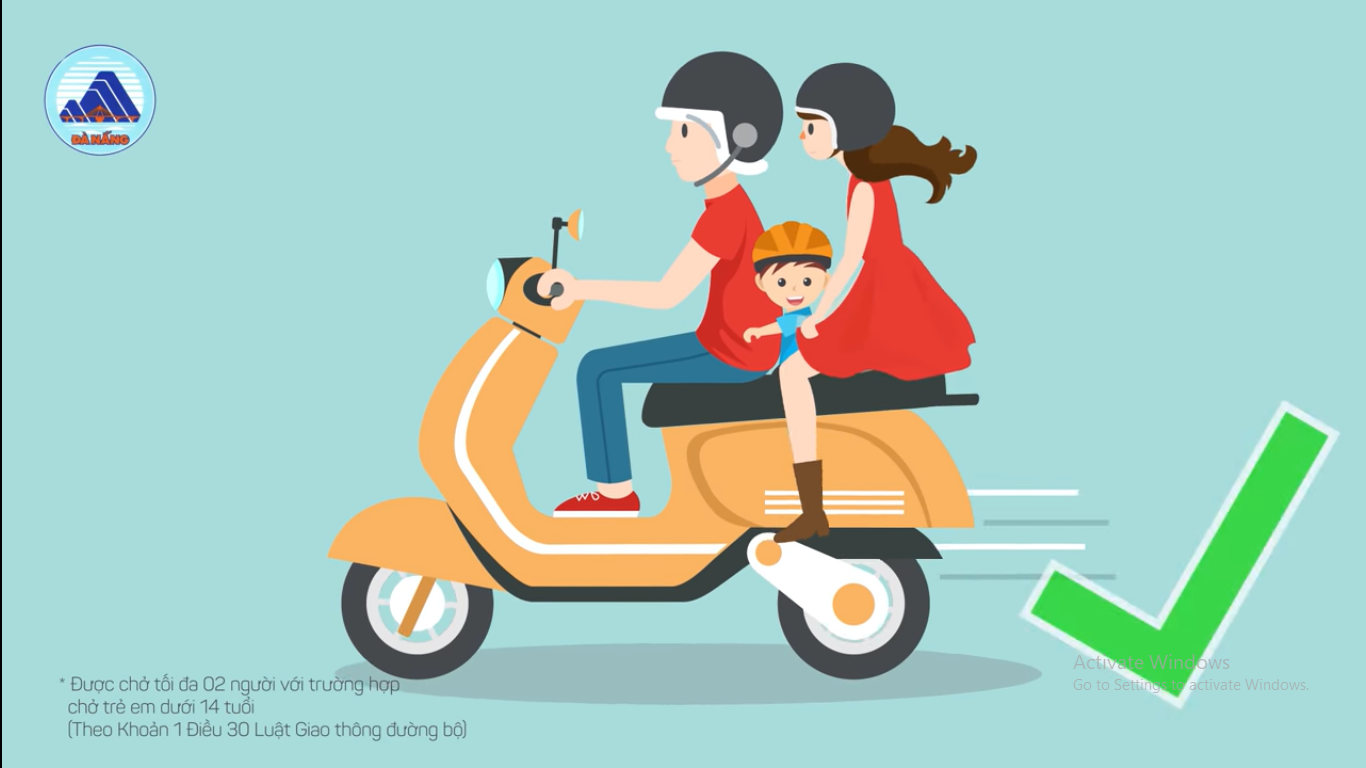 ĐÀ NẴNG
* Được chở tối đa 02 người với trường hợp
chở trẻ em dưới 14 tuổi
(Theo Khoản 1 Điều 30 Luật Giao thông đường bộ)
Activate Windows
Go to Settings to activate Windows.